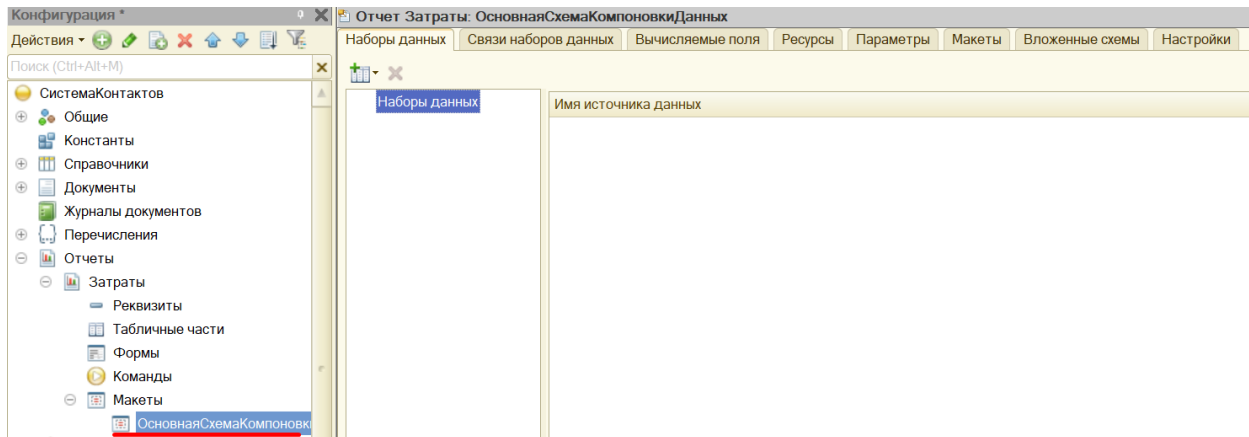 Конфигурация *
Действия
Поиск (Ctrl+Alt+M)
СистемаКонтактов
Общие
Константы
Справочники
Документы
Журналы документов
Перечисления
Отчеты
Затраты
Реквизиты
Табличные части
Формы
Команды
Макеты
ОсновнаяСхемаКомпоновк
Отчет Затраты: ОсновнаяСхемаКомпоновкиДанных
Наборы данных Связи наборов данных Вычисляемые поля Ресурсы Параметры Макеты Вложенные схемы Настройки
Наборы данных
Имя источника данных